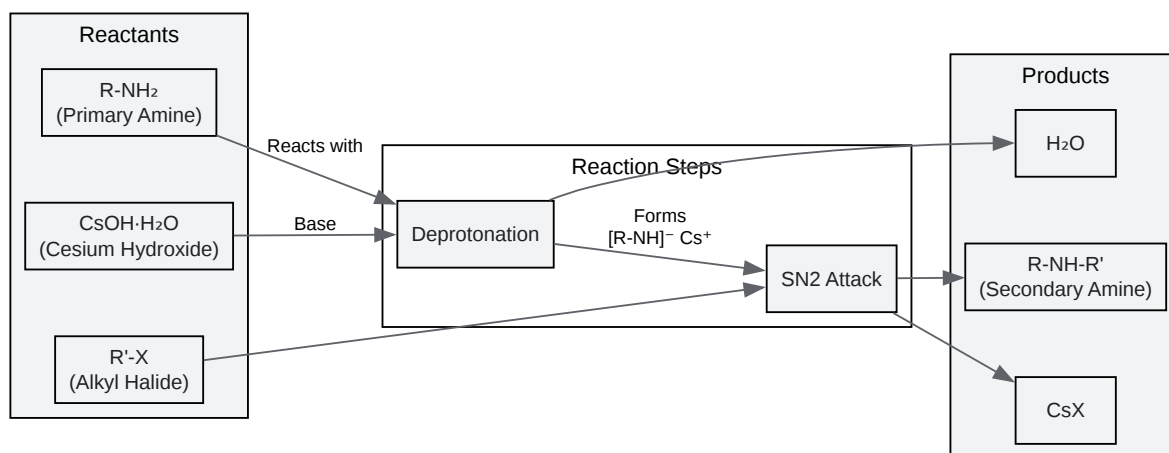 Reactants
R-NH₂
(Primary Amine)
CsOH·H₂O
(Cesium Hydroxide)
R'-X
(Alkyl Halide)
Reacts with
Base
Reaction Steps
Deprotonation
Forms
[R-NH]⁻ Cs⁺
SN2 Attack
Products
H₂O
R-NH-R'
(Secondary Amine)
CsX